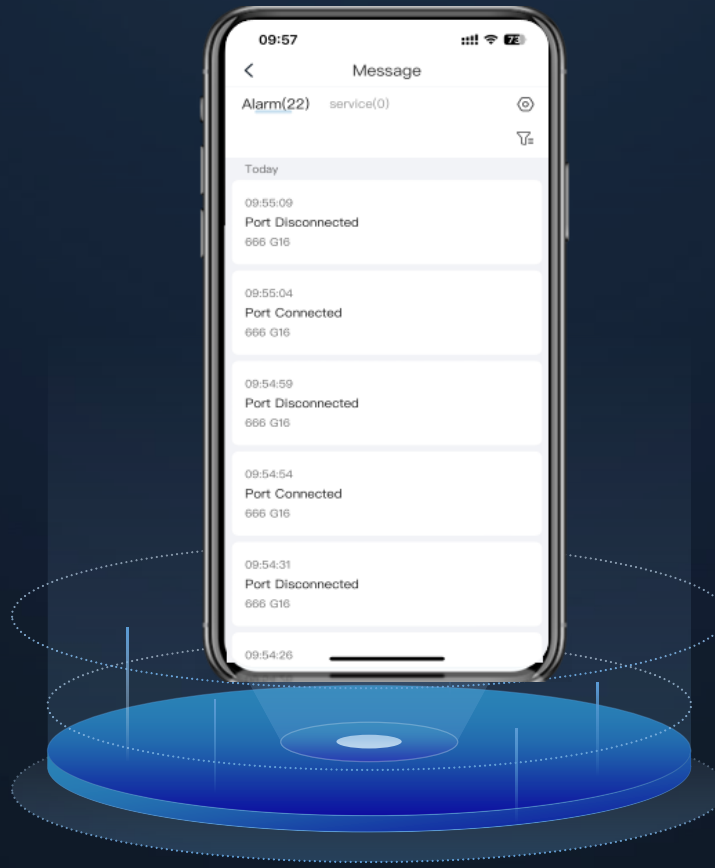 09:57
73
Message
Alarm(22) service(0)
Today
09:55:09
Port Disconnected
666 G16
09:55:04
Port Connected
666 G16
09:54:59
Port Disconnected
666 G16
09:54:54
Port Connected
666 G16
09:54:31
Port Disconnected
666 G16
09:54:26